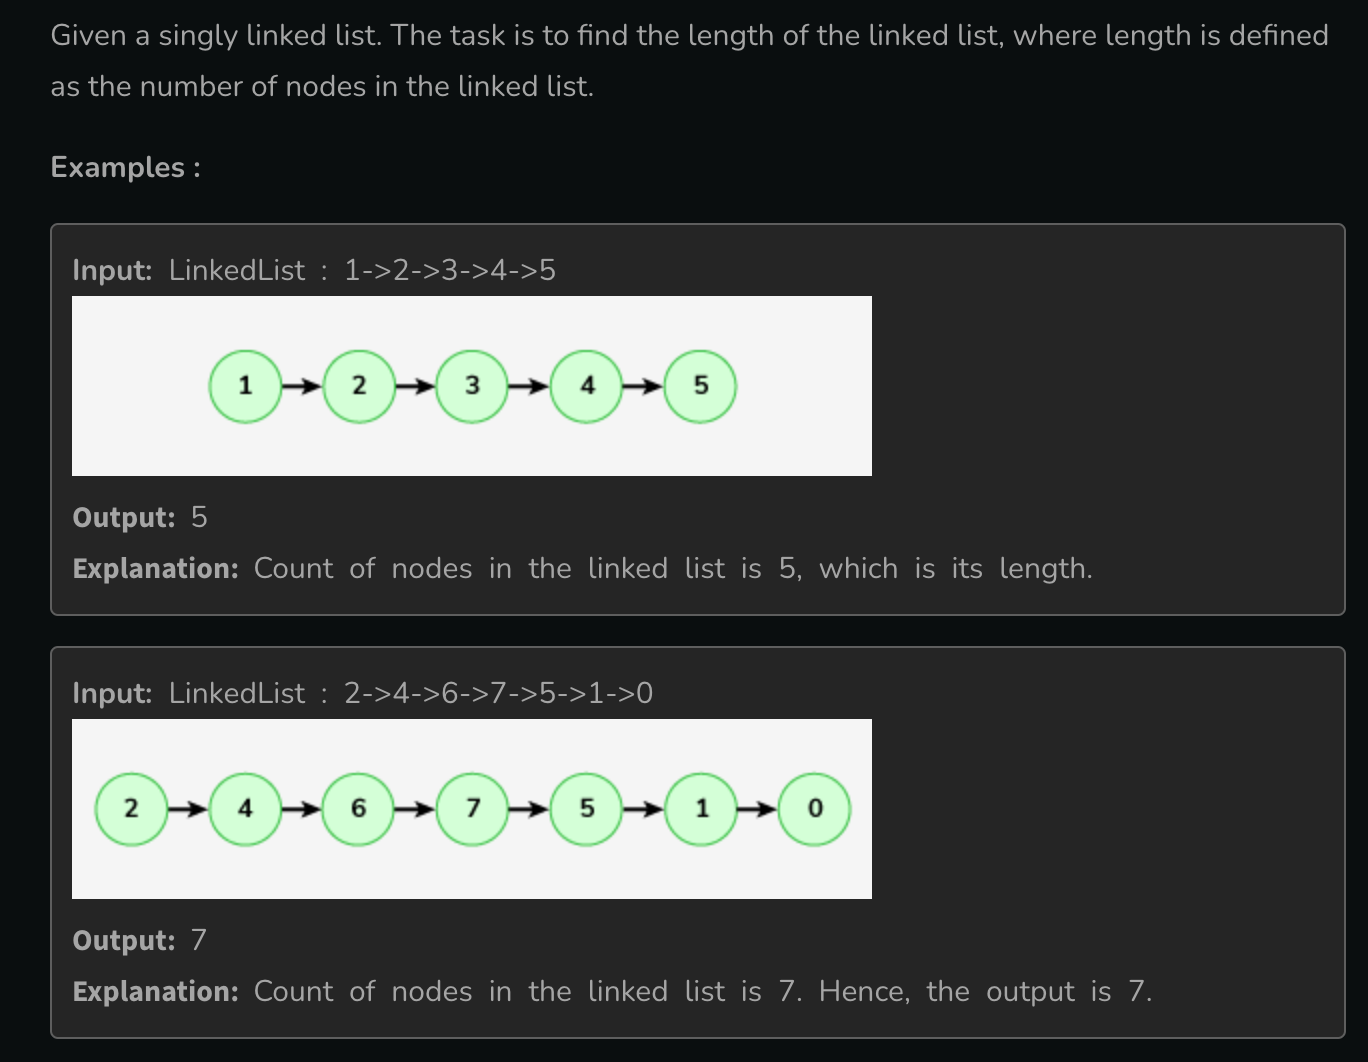 Given a singly linked list. The task is to find the length of the linked list, where length is defined
as the number of nodes in the linked list.
Examples :
Input: LinkedList : 1->2->3->4->5
1 2 3 4 5
Output: 5
Explanation: Count of nodes in the linked list is 5, which is its length.
Input: LinkedList : 2->4->6->7->5->1->0
2 4 6 7 5 1 0
Output: 7
Explanation: Count of nodes in the linked list is 7. Hence, the output is 7.